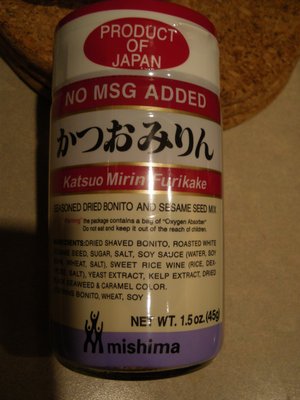 PRODUCT
OF
JAPAN
NO MSG ADDED
かつおみりん
Katsuo Mirin Furikake
SEASONED DRIED BONITO AND SESAME SEED MIX
Warning: the package contains a bag of "Oxygen Absorber"
Do not eat and keep it out of the reach of children.
INGREDIENTS:DRIED SHAVED BONITO, ROASTED WHITE
SEED, SUGAR, SALT, SOY SAUCE (WATER, SOY
WHEAT, SALT), SWEET RICE WINE (RICE,
SALT), YEAST EXTRACT, KELP EXTRACT, DRIED
SEAWEED & CARAMEL COLOR.
BONITO, WHEAT, SOY
NET WT. 1.5 oz. (45g)
mishima